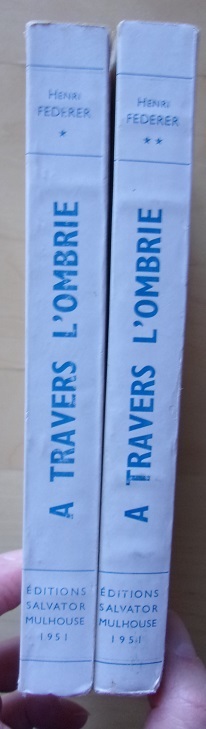 HENRI
FEDERER
*
A TRAVERS L'OMBRIE
ÉDITIONS
SALVATOR
MULHOUSE
1951
HENRI
FEDERER
**
A TRAVERS L'OMBRIE
ÉDITIONS
SALVATOR
MULHOUSE
1951